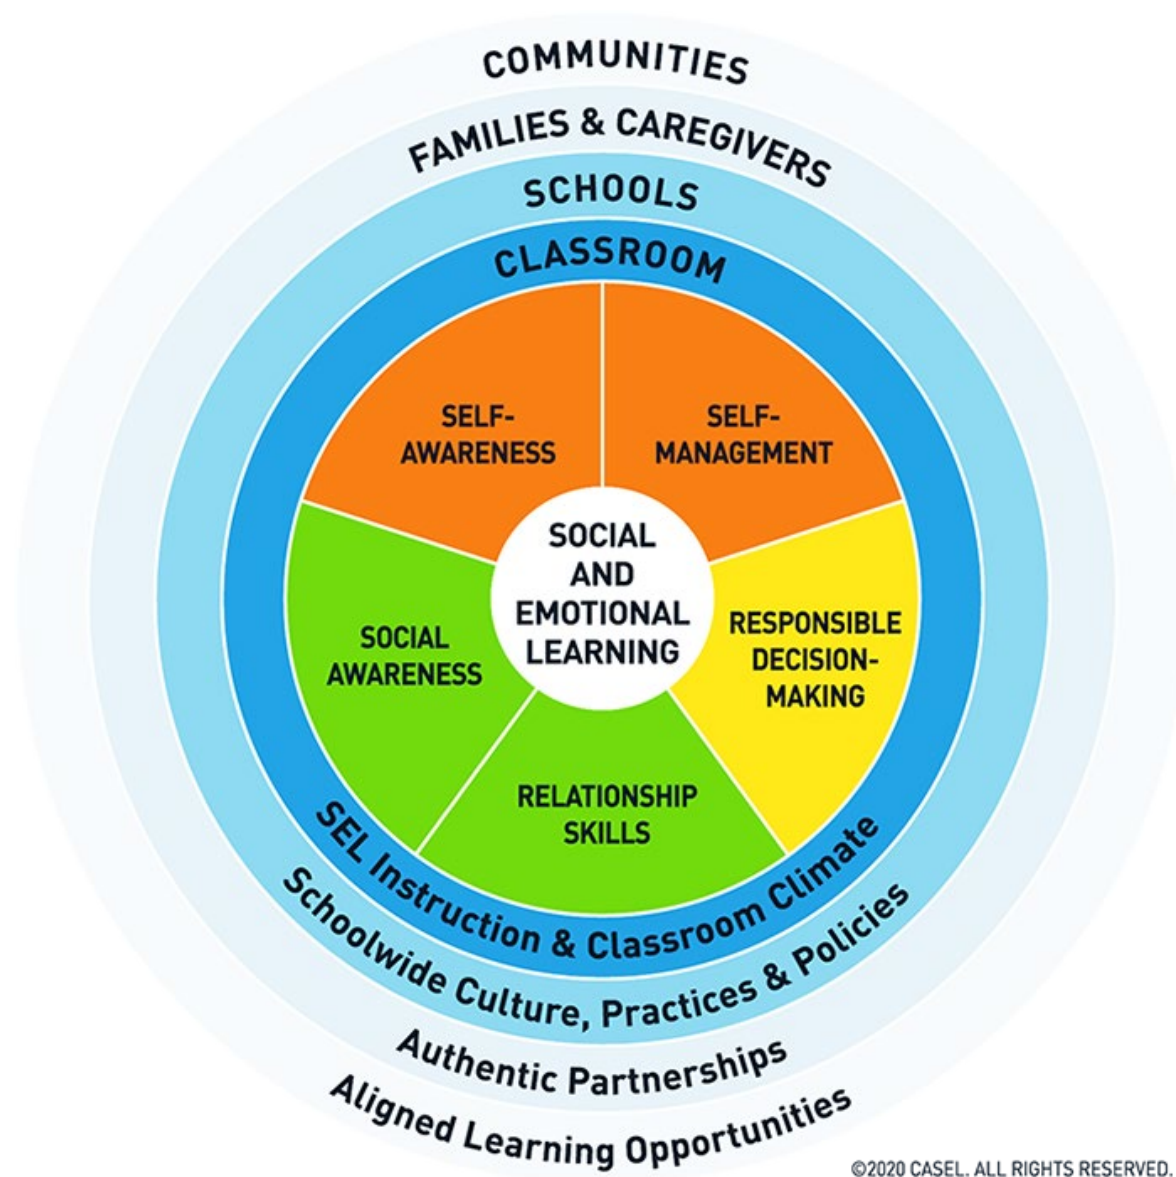 COMMUNITIES
FAMILIES & CAREGIVERS
SCHOOLS
CLASSROOM
SELF-
AWARENESS
SELF-
MANAGEMENT
SOCIAL
AND
EMOTIONAL
LEARNING
SOCIAL
AWARENESS
RESPONSIBLE
DECISION-
MAKING
RELATIONSHIP
SKILLS
SEL Instruction & Classroom Climate
Schoolwide Culture, Practices & Policies
Authentic Partnerships
Aligned Learning Opportunities
©2020 CASEL. ALL RIGHTS RESERVED.